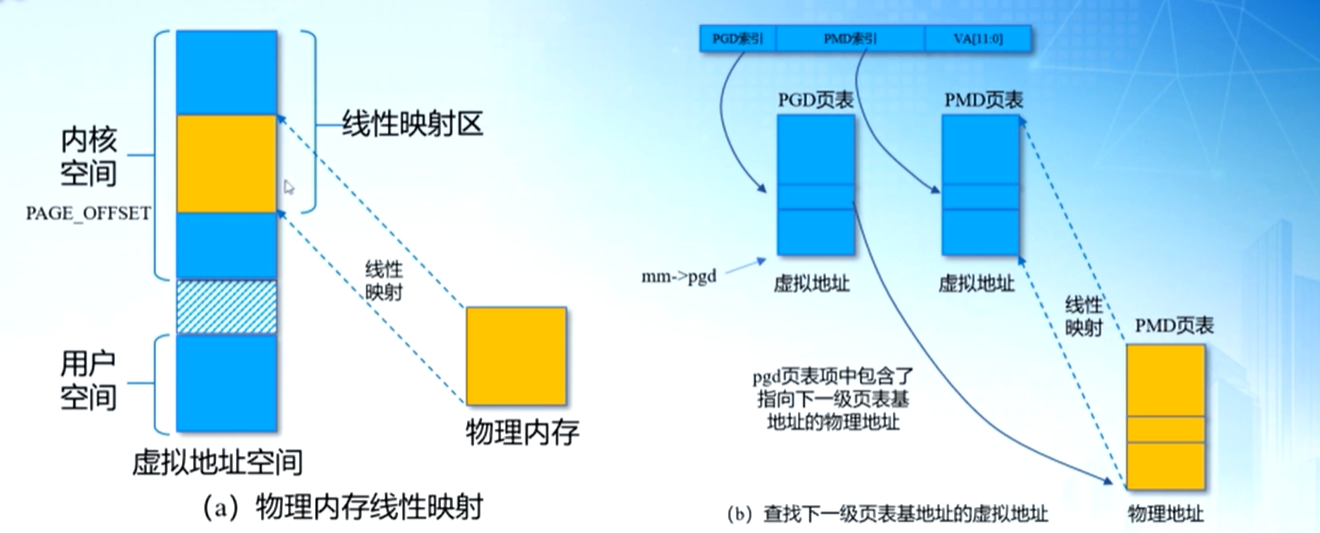 内核
空间
PAGE_OFFSET
用户
空间
线性映射区
线性
映射
物理内存
虚拟地址空间
（a）物理内存线性映射
PGD索引
PMD索引
VA[11:0]
PGD页表
PMD页表
mm->pgd
虚拟地址
虚拟地址
线性
映射
PMD页表
pgd页表项中包含了
指向下一级页表基
地址的物理地址
物理地址
（b）查找下一级页表基地址的虚拟地址